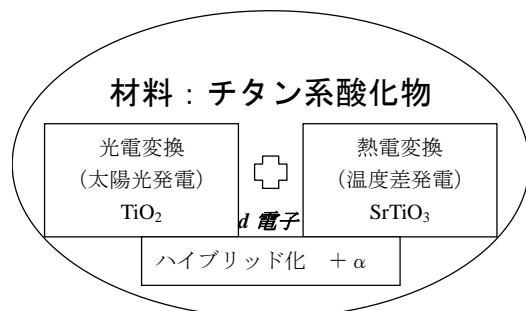 材料：チタン系酸化物
光電変換
（太陽光発電）
TiO2
熱電変換
（温度差発電）
SrTiO3
d 電子
ハイブリッド化　＋α